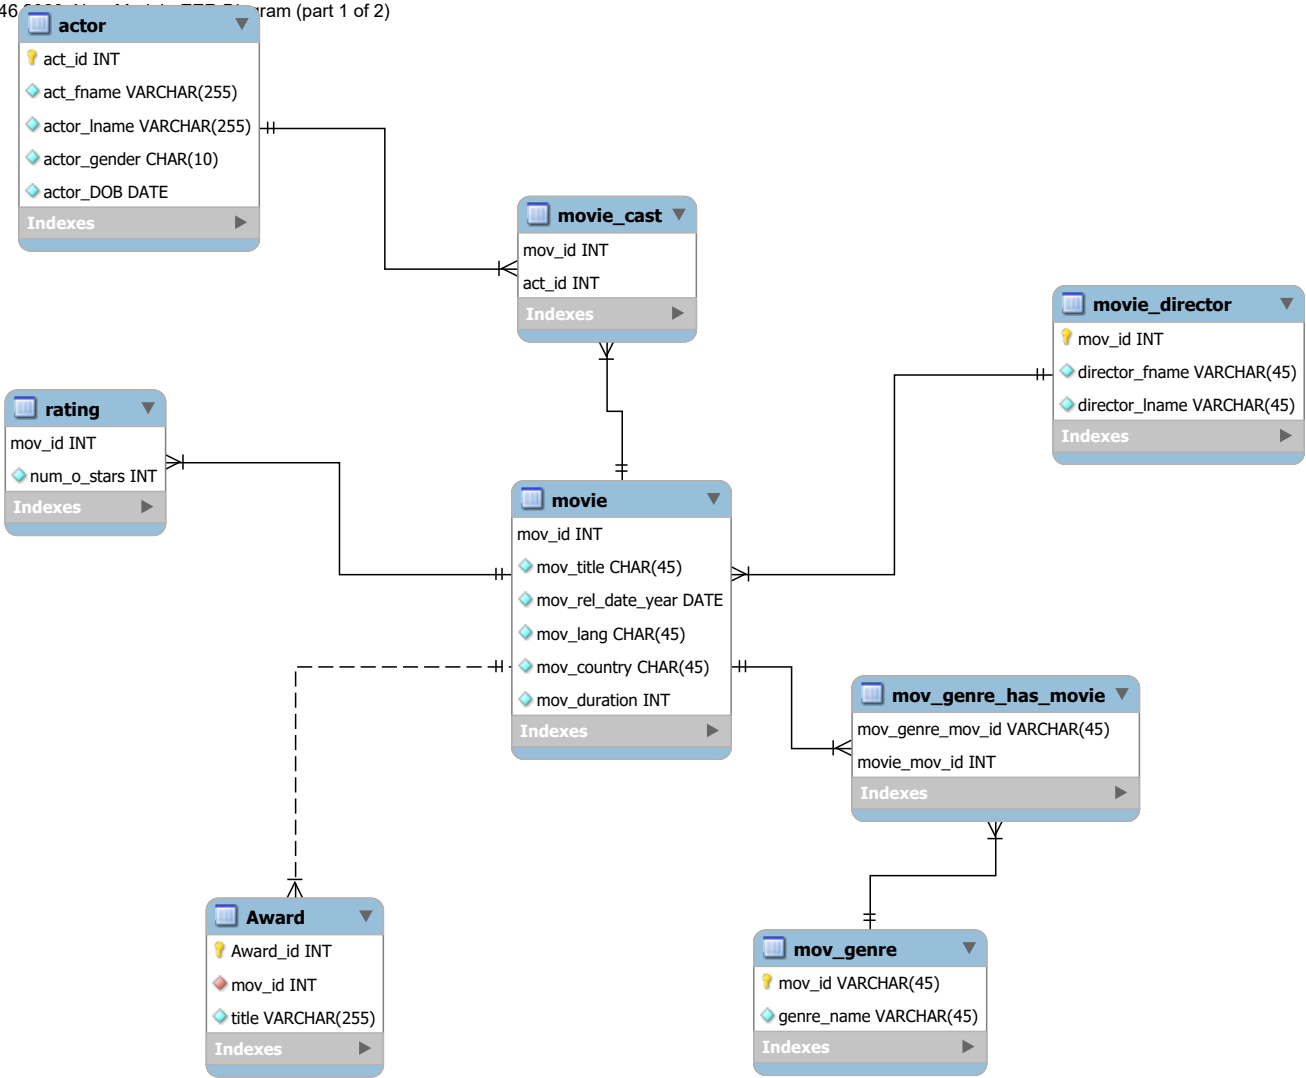 (part 1 of 2)
actor
act_id INT
act_fname VARCHAR(255)
actor_lname VARCHAR(255)
actor_gender CHAR(10)
actor_DOB DATE
Indexes
movie_cast
mov_id INT
act_id INT
Indexes
movie_director
mov_id INT
director_fname VARCHAR(45)
director_lname VARCHAR(45)
Indexes
rating
mov_id INT
num_o_stars INT
Indexes
movie
mov_id INT
mov_title CHAR(45)
mov_rel_date_year DATE
mov_lang CHAR(45)
mov_country CHAR(45)
mov_duration INT
Indexes
mov_genre_has_movie
mov_genre_mov_id VARCHAR(45)
movie_mov_id INT
Indexes
Award
Award_id INT
mov_id INT
title VARCHAR(255)
Indexes
mov_genre
mov_id VARCHAR(45)
genre_name VARCHAR(45)
Indexes